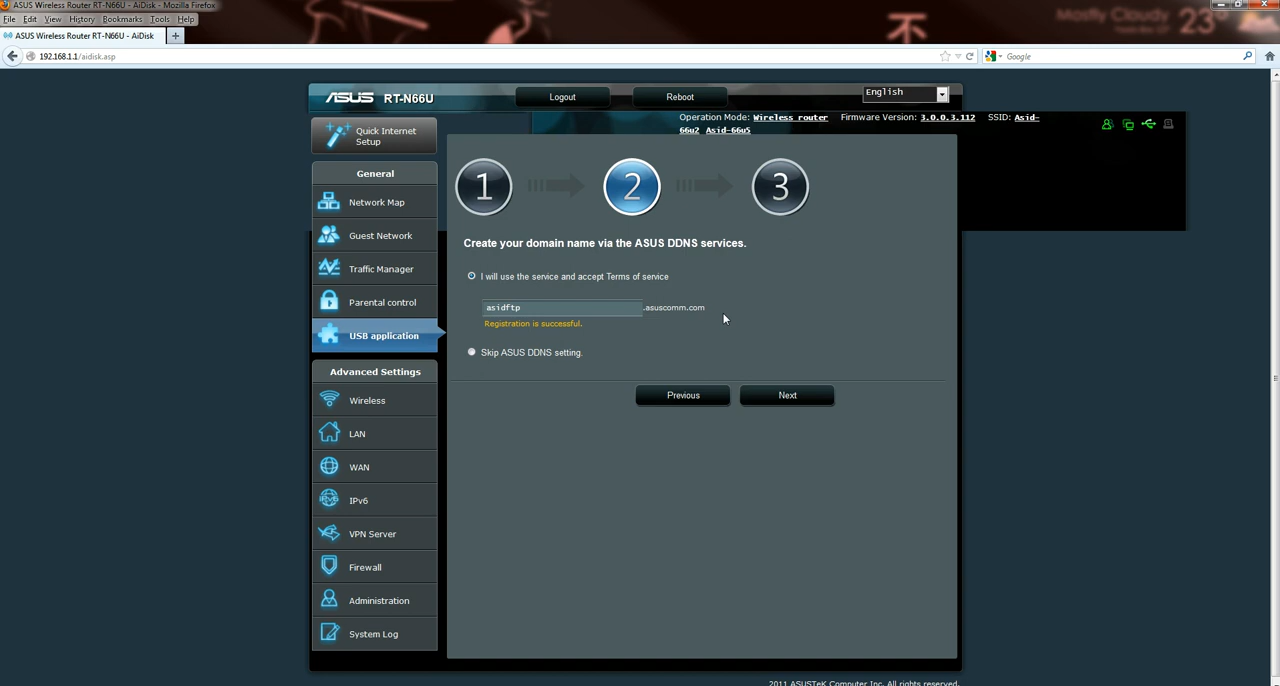 ASUS Wireless Router RT-N66U - AiDisk - Mozilla Firefox
File Edit View History Bookmarks Tools Help
ASUS Wireless Router RT-N66U - AiDisk
+
192.168.1.1/aidisk.asp
Google
Mostly Cloudy 23°
ASUS RT-N66U
Logout
Reboot
English
Operation Mode: Wireless router Firmware Version: 3.0.0.3.112 SSID: Asid-
66u2 Asid-66u5
Quick Internet
Setup
General
Network Map
Guest Network
Traffic Manager
Parental control
USB application
Advanced Settings
Wireless
LAN
WAN
IPv6
VPN Server
Firewall
Administration
System Log
1
2
3
Create your domain name via the ASUS DDNS services.
I will use the service and accept Terms of service
asidftp .asuscomm.com
Registration is successful.
Skip ASUS DDNS setting.
Previous
Next
2011 ASUSTeK Computer Inc. All rights reserved.